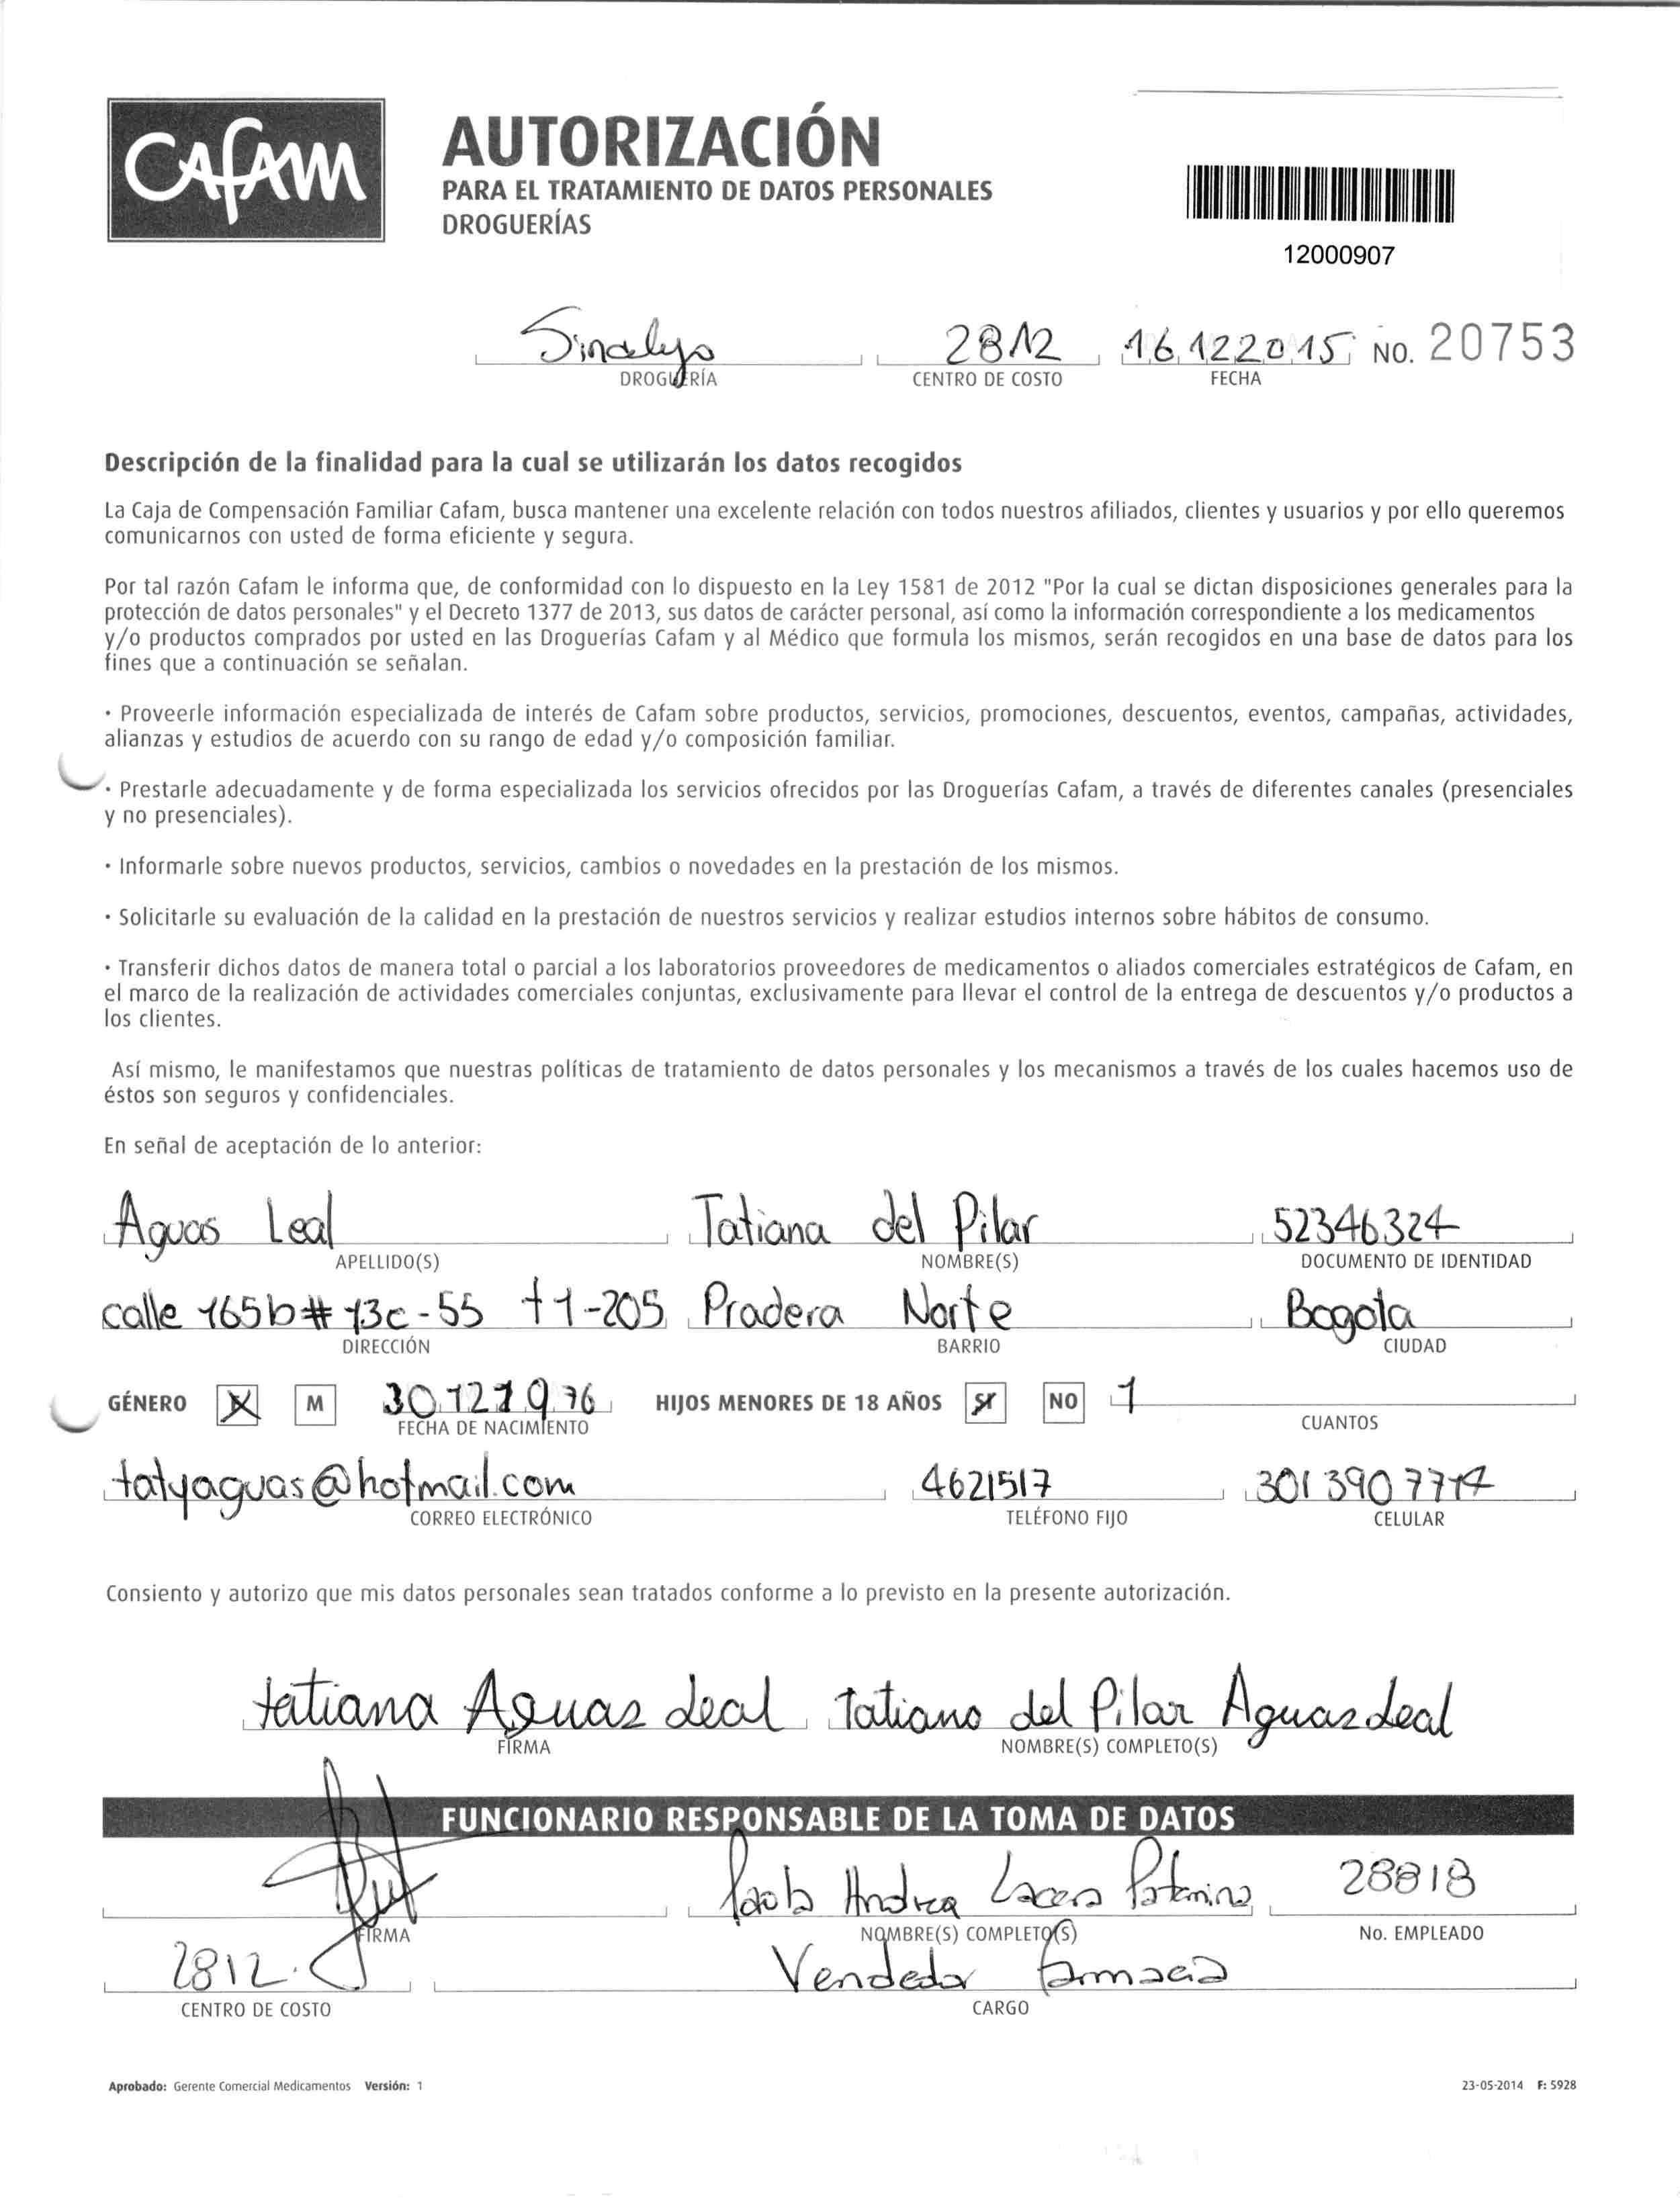 CAFAM
AUTORIZACIÓN
PARA EL TRATAMIENTO DE DATOS PERSONALES
DROGUERÍAS
12000907
Sincelejo 2812 16 12 2015 NO. 20753
DROGUERÍA CENTRO DE COSTO FECHA
Descripción de la finalidad para la cual se utilizarán los datos recogidos
La Caja de Compensación Familiar Cafam, busca mantener una excelente relación con todos nuestros afiliados, clientes y usuarios y por ello queremos
comunicarnos con usted de forma eficiente y segura.
Por tal razón Cafam le informa que, de conformidad con lo dispuesto en la Ley 1581 de 2012 "Por la cual se dictan disposiciones generales para la
protección de datos personales" y el Decreto 1377 de 2013, sus datos de carácter personal, así como la información correspondiente a los medicamentos
y/o productos comprados por usted en las Droguerías Cafam y al Médico que formula los mismos, serán recogidos en una base de datos para los
fines que a continuación se señalan.
• Proveerle información especializada de interés de Cafam sobre productos, servicios, promociones, descuentos, eventos, campañas, actividades,
alianzas y estudios de acuerdo con su rango de edad y/o composición familiar.
• Prestarle adecuadamente y de forma especializada los servicios ofrecidos por las Droguerías Cafam, a través de diferentes canales (presenciales
y no presenciales).
• Informarle sobre nuevos productos, servicios, cambios o novedades en la prestación de los mismos.
• Solicitarle su evaluación de la calidad en la prestación de nuestros servicios y realizar estudios internos sobre hábitos de consumo.
• Transferir dichos datos de manera total o parcial a los laboratorios proveedores de medicamentos o aliados comerciales estratégicos de Cafam, en
el marco de la realización de actividades comerciales conjuntas, exclusivamente para llevar el control de la entrega de descuentos y/o productos a
los clientes.
Así mismo, le manifestamos que nuestras políticas de tratamiento de datos personales y los mecanismos a través de los cuales hacemos uso de
éstos son seguros y confidenciales.
En señal de aceptación de lo anterior:
Aguas Leal Tatiana del Pilar 52346324
APELLIDO(S) NOMBRE(S) DOCUMENTO DE IDENTIDAD
calle 165b # 13c - 55 t1-205 Pradera Norte Bogota
DIRECCIÓN BARRIO CIUDAD
GÉNERO X M 30 12 1976 HIJOS MENORES DE 18 AÑOS SI NO 1
FECHA DE NACIMIENTO CUANTOS
tatyaguas@hotmail.com 4621517 301 390 7714
CORREO ELECTRÓNICO TELÉFONO FIJO CELULAR
Consiento y autorizo que mis datos personales sean tratados conforme a lo previsto en la presente autorización.
tatiana Aguas Leal tatiana del Pilar Aguas Leal
FIRMA NOMBRE(S) COMPLETO(S)
FUNCIONARIO RESPONSABLE DE LA TOMA DE DATOS
Paola Andrea 28818
FIRMA NOMBRE(S) COMPLETO(S) No. EMPLEADO
2812. Vendedor farmacia
CENTRO DE COSTO CARGO
Aprobado: Gerente Comercial Medicamentos Versión: 1 23-05-2014 F: 5928